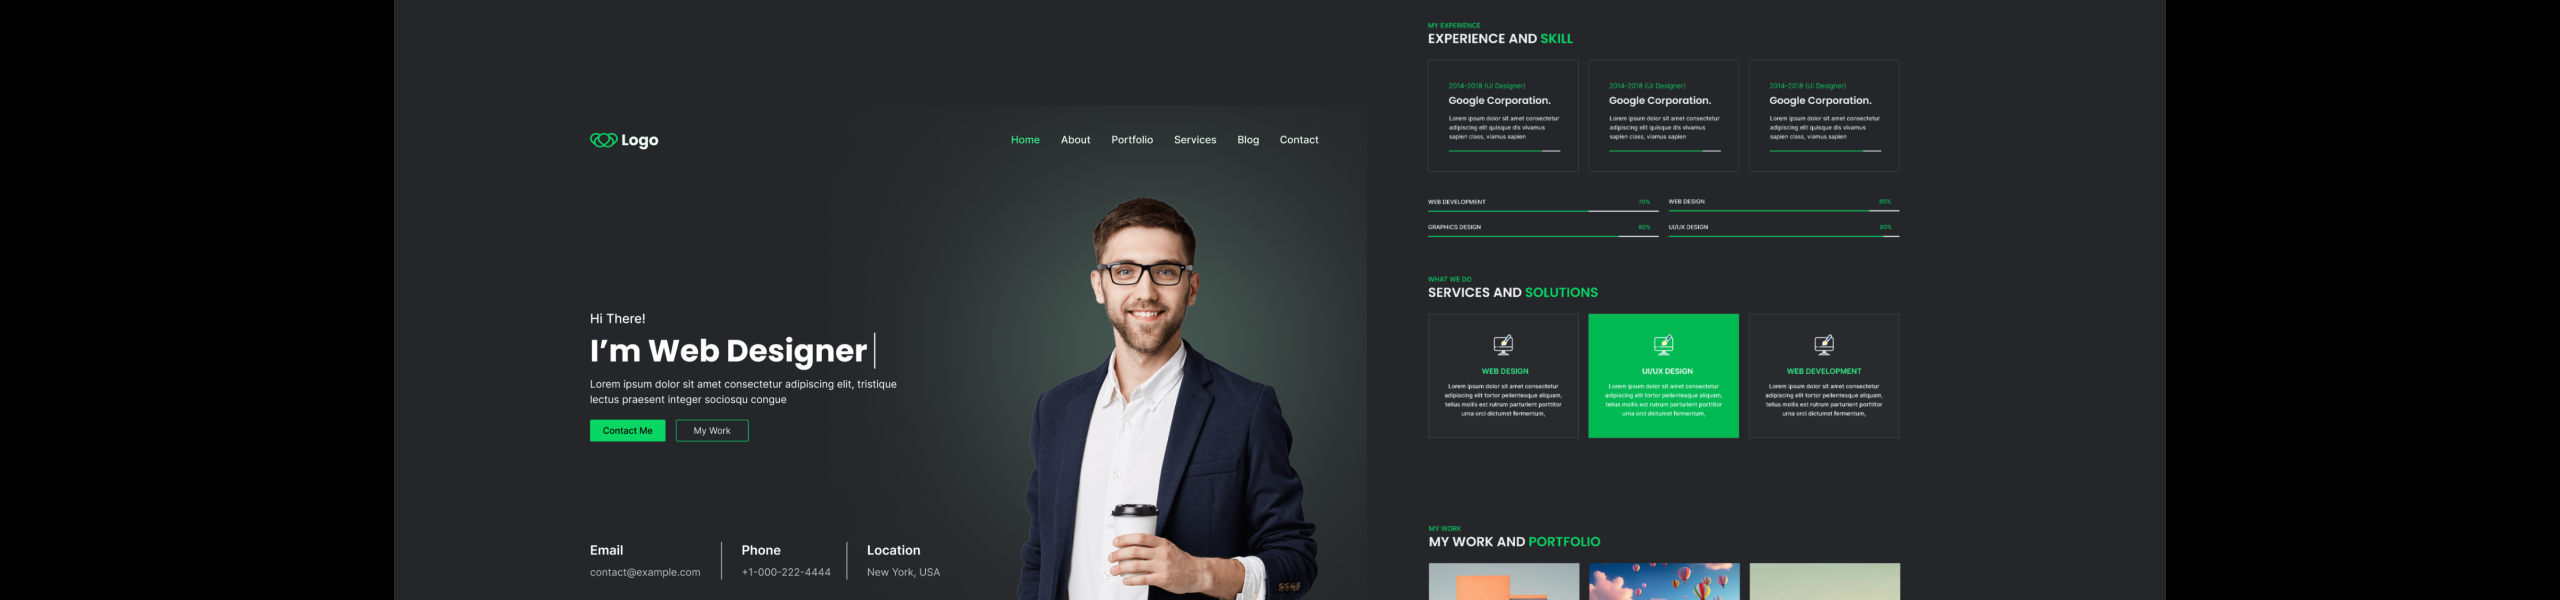 Logo
Home About Portfolio Services Blog Contact
Hi There!
I'm Web Designer
Lorem ipsum dolor sit amet consectetur adipiscing elit, tristique
lectus praesent integer sociosqu congue
Contact Me
My Work
Email
contact@example.com
Phone
+1-000-222-4444
Location
New York, USA
MY EXPERIENCE
EXPERIENCE AND SKILL
2014-2018 (UI Designer)
Google Corporation.
Lorem ipsum dolor sit amet consectetur
adipiscing elit quisque dis vivamus
sapien class, viamus sapien
2014-2018 (UI Designer)
Google Corporation.
Lorem ipsum dolor sit amet consectetur
adipiscing elit quisque dis vivamus
sapien class, viamus sapien
2014-2018 (UI Designer)
Google Corporation.
Lorem ipsum dolor sit amet consectetur
adipiscing elit quisque dis vivamus
sapien class, viamus sapien
WEB DEVELOPMENT 70%
WEB DESIGN 85%
GRAPHICS DESIGN 80%
UI/UX DESIGN 90%
WHAT WE DO
SERVICES AND SOLUTIONS
WEB DESIGN
Lorem ipsum dolor sit amet consectetur
adipiscing elit tortor pellentesque aliquam,
tellus mollis est rutrum parturient porttitor
urna orci dictumst fermentum,
UI/UX DESIGN
Lorem ipsum dolor sit amet consectetur
adipiscing elit tortor pellentesque aliquam,
tellus mollis est rutrum parturient porttitor
urna orci dictumst fermentum,
WEB DEVELOPMENT
Lorem ipsum dolor sit amet consectetur
adipiscing elit tortor pellentesque aliquam,
tellus mollis est rutrum parturient porttitor
urna orci dictumst fermentum,
MY WORK
MY WORK AND PORTFOLIO